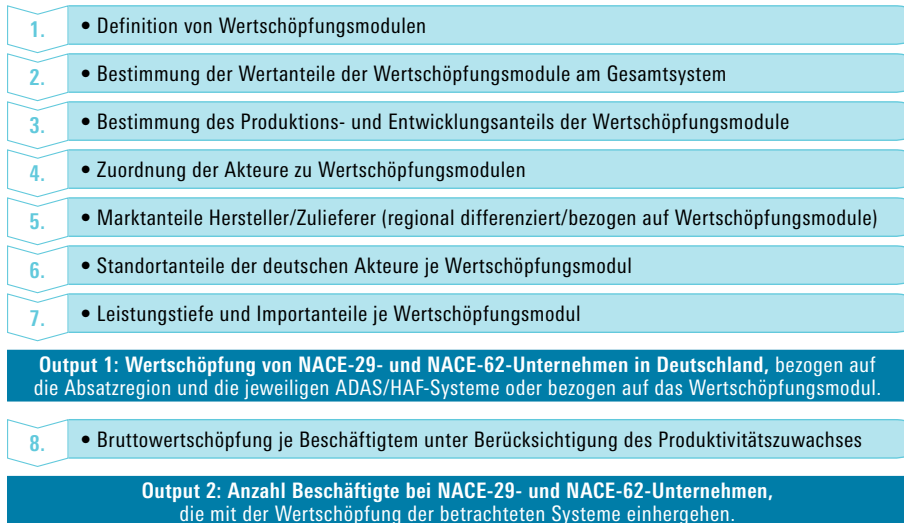 1. • Definition von Wertschöpfungsmodulen
2. • Bestimmung der Wertanteile der Wertschöpfungsmodule am Gesamtsystem
3. • Bestimmung des Produktions- und Entwicklungsanteils der Wertschöpfungsmodule
4. • Zuordnung der Akteure zu Wertschöpfungsmodulen
5. • Marktanteile Hersteller/Zulieferer (regional differenziert/bezogen auf Wertschöpfungsmodule)
6. • Standortanteile der deutschen Akteure je Wertschöpfungsmodul
7. • Leistungstiefe und Importanteile je Wertschöpfungsmodul
Output 1: Wertschöpfung von NACE-29- und NACE-62-Unternehmen in Deutschland, bezogen auf
die Absatzregion und die jeweiligen ADAS/HAF-Systeme oder bezogen auf das Wertschöpfungsmodul.
8. • Bruttowertschöpfung je Beschäftigtem unter Berücksichtigung des Produktivitätszuwachses
Output 2: Anzahl Beschäftigte bei NACE-29- und NACE-62-Unternehmen,
die mit der Wertschöpfung der betrachteten Systeme einhergehen.